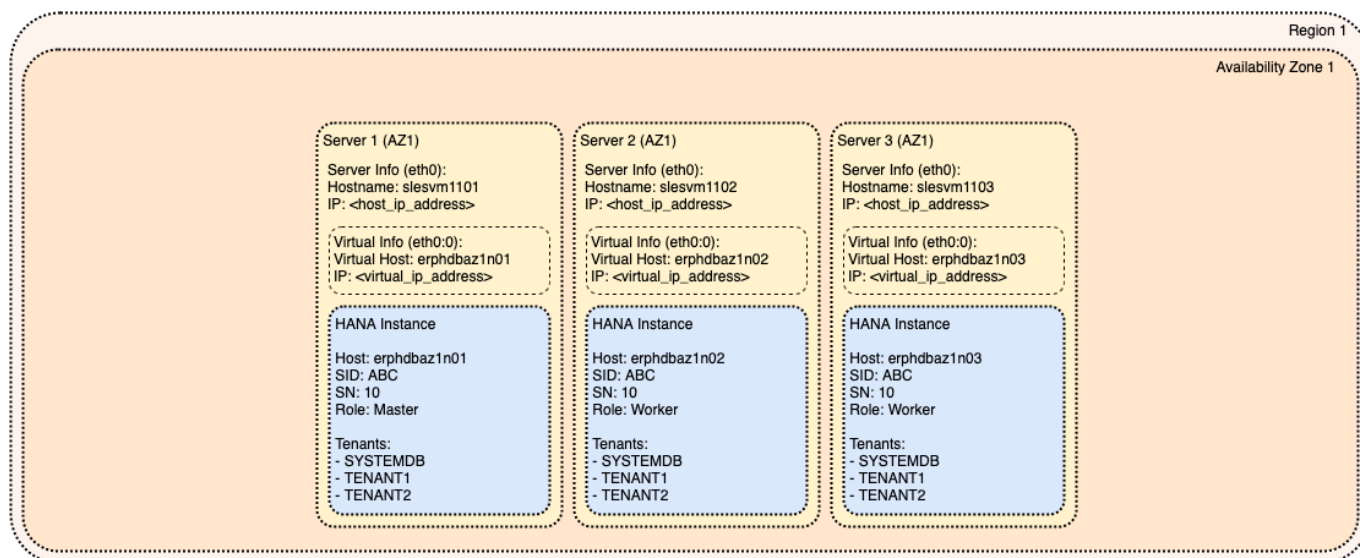 Region 1
Availability Zone 1
Server 1 (AZ1)
Server Info (eth0):
Hostname: slesvm1101
IP: <host_ip_address>
Virtual Info (eth0:0):
Virtual Host: erphdbaz1n01
IP: <virtual_ip_address>
HANA Instance
Host: erphdbaz1n01
SID: ABC
SN: 10
Role: Master
Tenants:
- SYSTEMDB
- TENANT1
- TENANT2
Server 2 (AZ1)
Server Info (eth0):
Hostname: slesvm1102
IP: <host_ip_address>
Virtual Info (eth0:0):
Virtual Host: erphdbaz1n02
IP: <virtual_ip_address>
HANA Instance
Host: erphdbaz1n02
SID: ABC
SN: 10
Role: Worker
Tenants:
- SYSTEMDB
- TENANT1
- TENANT2
Server 3 (AZ1)
Server Info (eth0):
Hostname: slesvm1103
IP: <host_ip_address>
Virtual Info (eth0:0):
Virtual Host: erphdbaz1n03
IP: <virtual_ip_address>
HANA Instance
Host: erphdbaz1n03
SID: ABC
SN: 10
Role: Worker
Tenants:
- SYSTEMDB
- TENANT1
- TENANT2